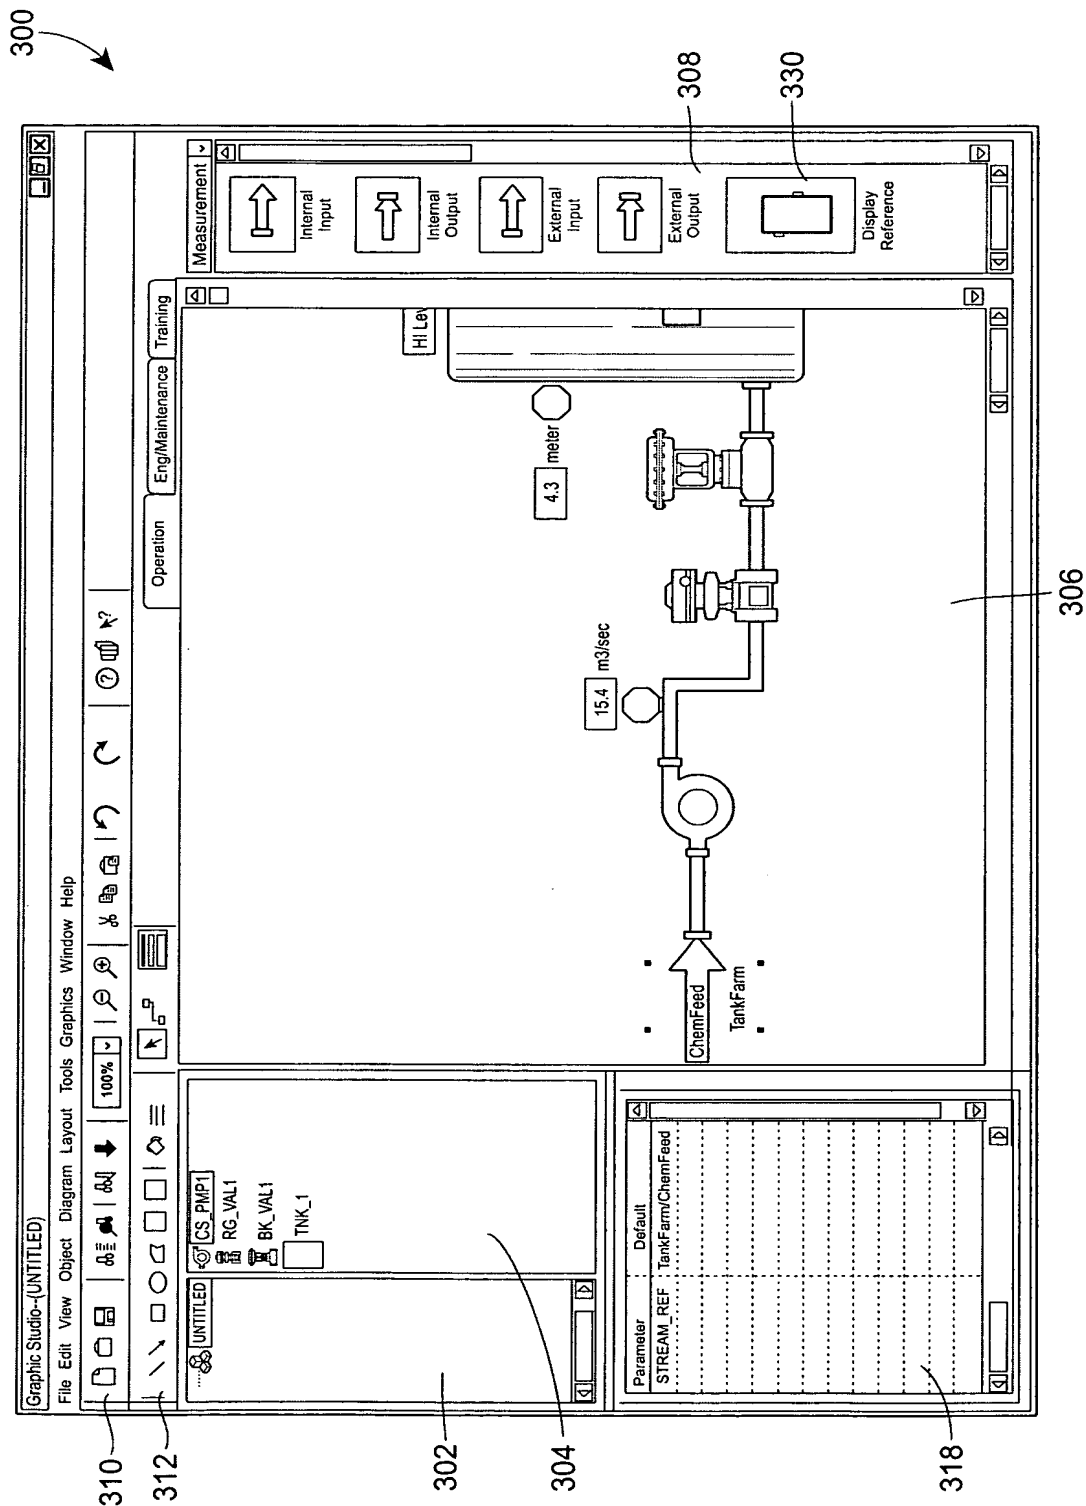 300
Graphic Studio--(UNTITLED)
File Edit View Object Diagram Layout Tools Graphics Window Help
310
100%
?
?
312
Operation
Eng/Maintenance
Training
UNTITLED
302
CS_PMP1
RG_VAL1
BK_VAL1
TNK_1
304
Parameter
Default
STREAM_REF
TankFarm/ChemFeed
318
HI Lev
4.3
meter
15.4
m3/sec
ChemFeed
TankFarm
306
Measurement
Internal
Input
Internal
Output
External
Input
External
Output
Display
Reference
308
330